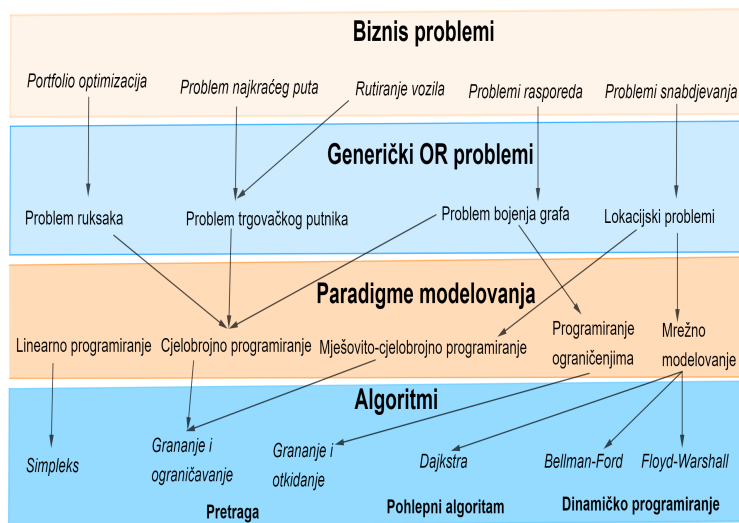 Biznis problemi
Portfolio optimizacija
Problem najkraćeg puta
Rutiranje vozila
Problemi rasporeda
Problemi snabdjevanja
Generički OR problemi
Problem ruksaka
Problem trgovačkog putnika
Problem bojenja grafa
Lokacijski problemi
Paradigme modelovanja
Linearno programiranje
Cjelobrojno programiranje
Mješovito-cjelobrojno programiranje
Programiranje
ograničenjima
Mrežno
modelovanje
Algoritmi
Simpleks
Grananje i
ograničavanje
Grananje i
otkidanje
Dajkstra
Bellman-Ford
Floyd-Warshall
Pretraga
Pohlepni algoritam
Dinamičko programiranje